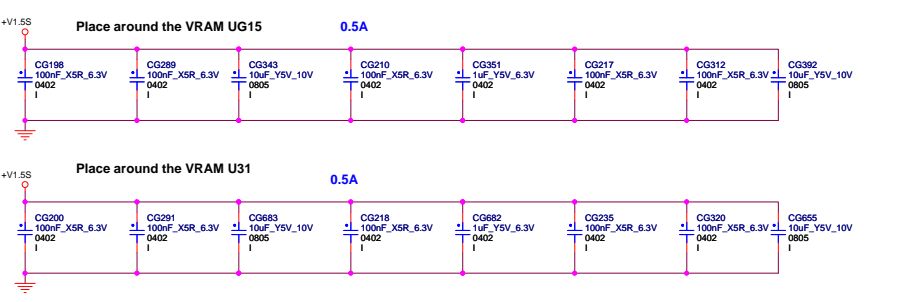 +V1.5S
Place around the VRAM UG15
0.5A
CG198
100nF_X5R_6.3V
0402
I
CG289
100nF_X5R_6.3V
0402
I
CG343
10uF_Y5V_10V
0805
I
CG210
100nF_X5R_6.3V
0402
I
CG351
1uF_Y5V_6.3V
0402
I
CG217
100nF_X5R_6.3V
0402
I
CG312
100nF_X5R_6.3V
0402
I
CG392
10uF_Y5V_10V
0805
I
+V1.5S
Place around the VRAM U31
0.5A
CG200
100nF_X5R_6.3V
0402
I
CG291
100nF_X5R_6.3V
0402
I
CG683
10uF_Y5V_10V
0805
I
CG218
100nF_X5R_6.3V
0402
I
CG682
1uF_Y5V_6.3V
0402
I
CG235
100nF_X5R_6.3V
0402
I
CG320
100nF_X5R_6.3V
0402
I
CG655
10uF_Y5V_10V
0805
I